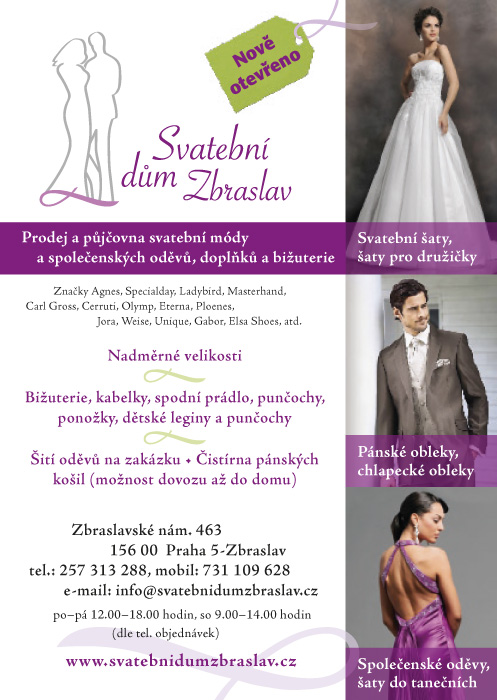 Nově
otevřeno
Svatební
dům Zbraslav
Prodej a půjčovna svatební módy
a společenských oděvů, doplňků a bižuterie
Svatební šaty,
šaty pro družičky
Značky Agnes, Specialday, Ladybird, Masterhand,
Carl Gross, Cerruti, Olymp, Eterna, Ploenes,
Jora, Weise, Unique, Gabor, Elsa Shoes, atd.
Nadměrné velikosti
Bižuterie, kabelky, spodní prádlo, punčochy,
ponožky, dětské leginy a punčochy
Šití oděvů na zakázku • Čistírna pánských
košil (možnost dovozu až do domu)
Pánské obleky,
chlapecké obleky
Zbraslavské nám. 463
156 00 Praha 5-Zbraslav
tel.: 257 313 288, mobil: 731 109 628
e-mail: info@svatebnidumzbraslav.cz
po–pá 12.00–18.00 hodin, so 9.00–14.00 hodin
(dle tel. objednávek)
www.svatebnidumzbraslav.cz
Společenské oděvy,
šaty do tanečních